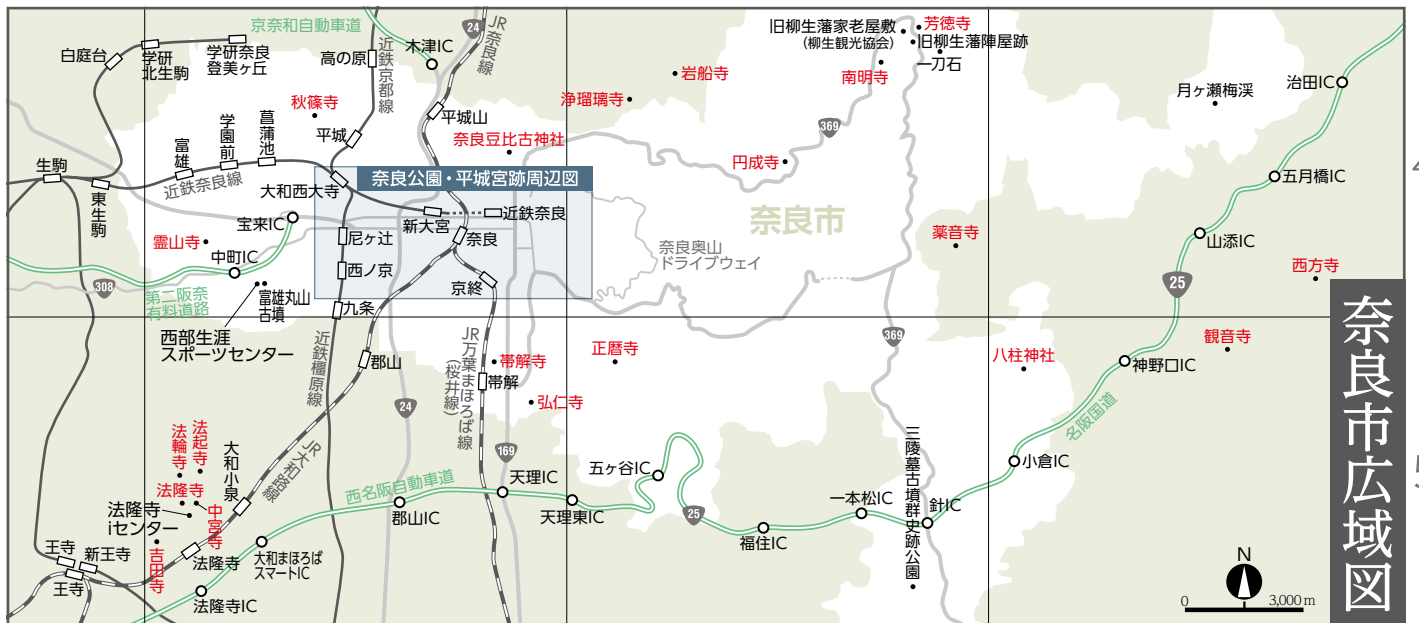 京奈和自動車道
24
JR奈良線
旧柳生藩家老屋敷
(柳生観光協会)
芳徳寺
旧柳生藩陣屋跡
一刀石
白庭台
学研
北生駒
学研奈良
登美ヶ丘
高の原
近鉄京都線
木津IC
岩船寺
南明寺
月ヶ瀬梅渓
治田IC
秋篠寺
浄瑠璃寺
平城山
369
4
学園前
菖蒲池
富雄
平城
奈良豆比古神社
円成寺
生駒
近鉄奈良線
東生駒
大和西大寺
奈良公園・平城宮跡周辺図
五月橋IC
宝来IC
新大宮
近鉄奈良
奈良市
霊山寺
尼ヶ辻
奈良
奈良奥山
ドライブウェイ
薬音寺
山添IC
中町IC
西ノ京
京終
西方寺
308
第二阪奈
有料道路
富雄丸山
古墳
九条
25
奈良市広域図
西部生涯
スポーツセンター
近鉄橿原線
郡山
JR万葉まほろば線
(桜井線)
帯解寺
帯解
正暦寺
369
八柱神社
神野口IC
観音寺
弘仁寺
24
名阪国道
法輪寺
法起寺
大和小泉
JR大和路線
169
三陵墓古墳群史跡公園
小倉IC
5
法隆寺
中宮寺
法隆寺
iセンター
西名阪自動車道
郡山IC
天理IC
天理東IC
五ヶ谷IC
25
福住IC
一本松IC
針IC
王寺
新王寺
王寺
吉田寺
法隆寺
大和まほろば
スマートIC
法隆寺IC
N
0
3,000m